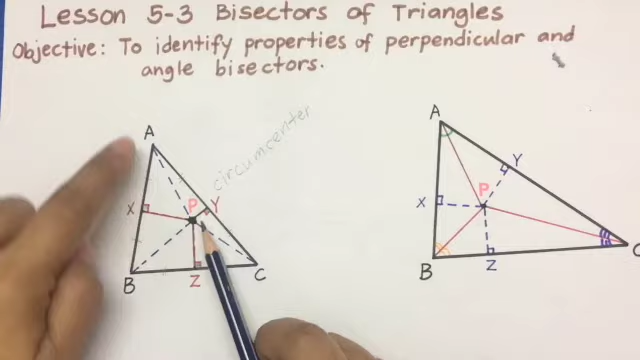 Lesson 5-3 Bisectors of Triangles
Objective: To identify properties of perpendicular and
angle bisectors.
circumcenter
A
X
P
Y
B
Z
C
A
Y
X
P
B
Z
C